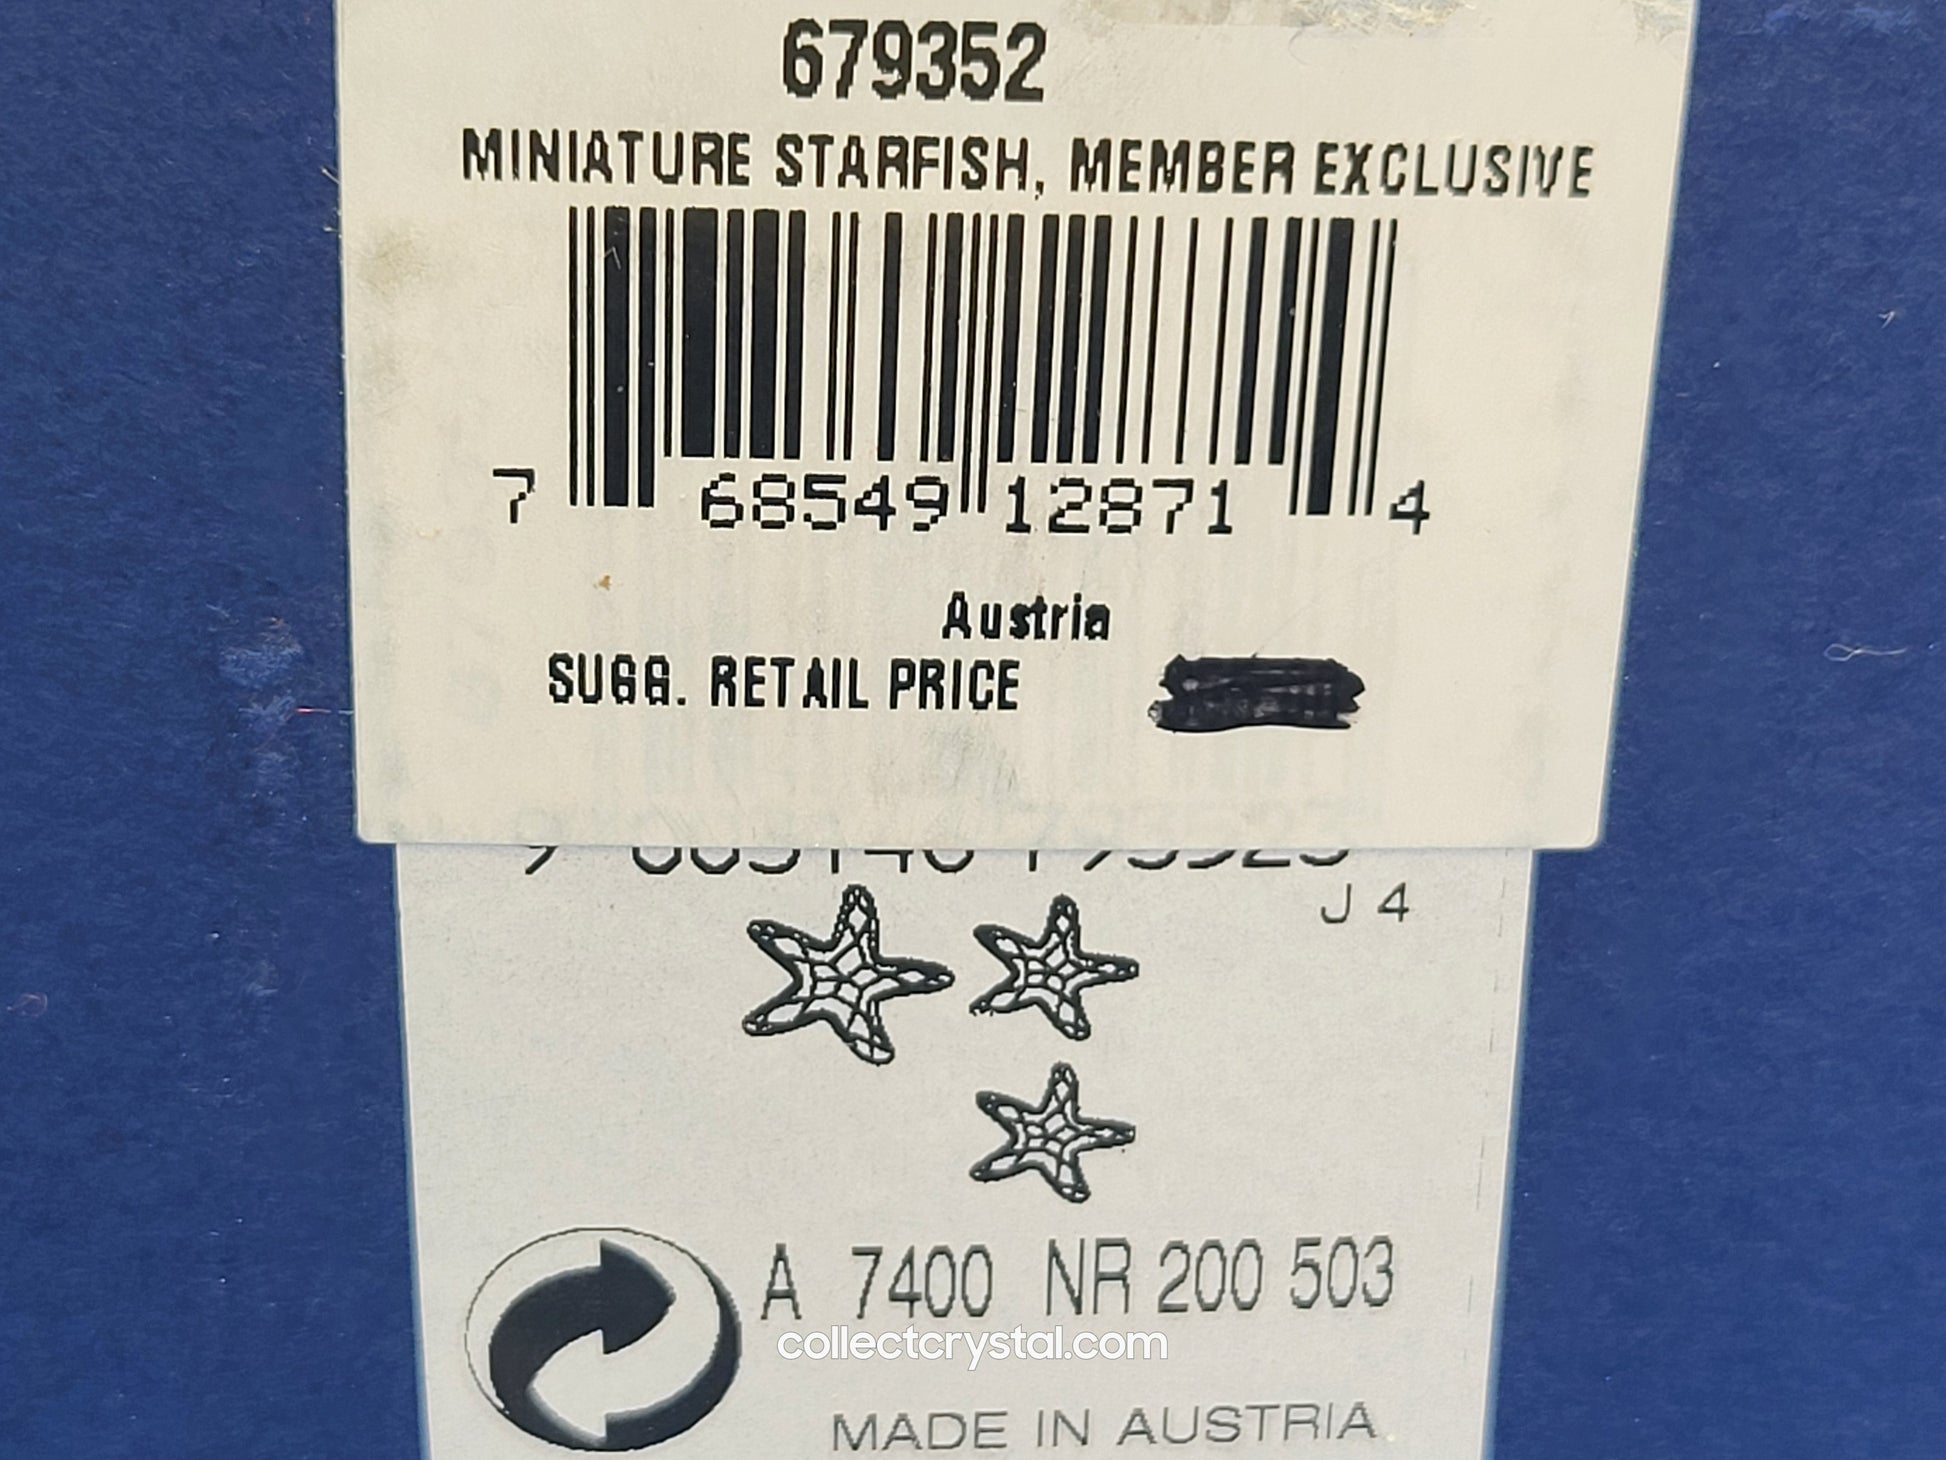 679352
MINIATURE STARFISH, MEMBER EXCLUSIVE
7 68549 12871 4
Austria
SUGG. RETAIL PRICE
J 4
A 7400 NR 200 503
collectcrystal.com
MADE IN AUSTRIA